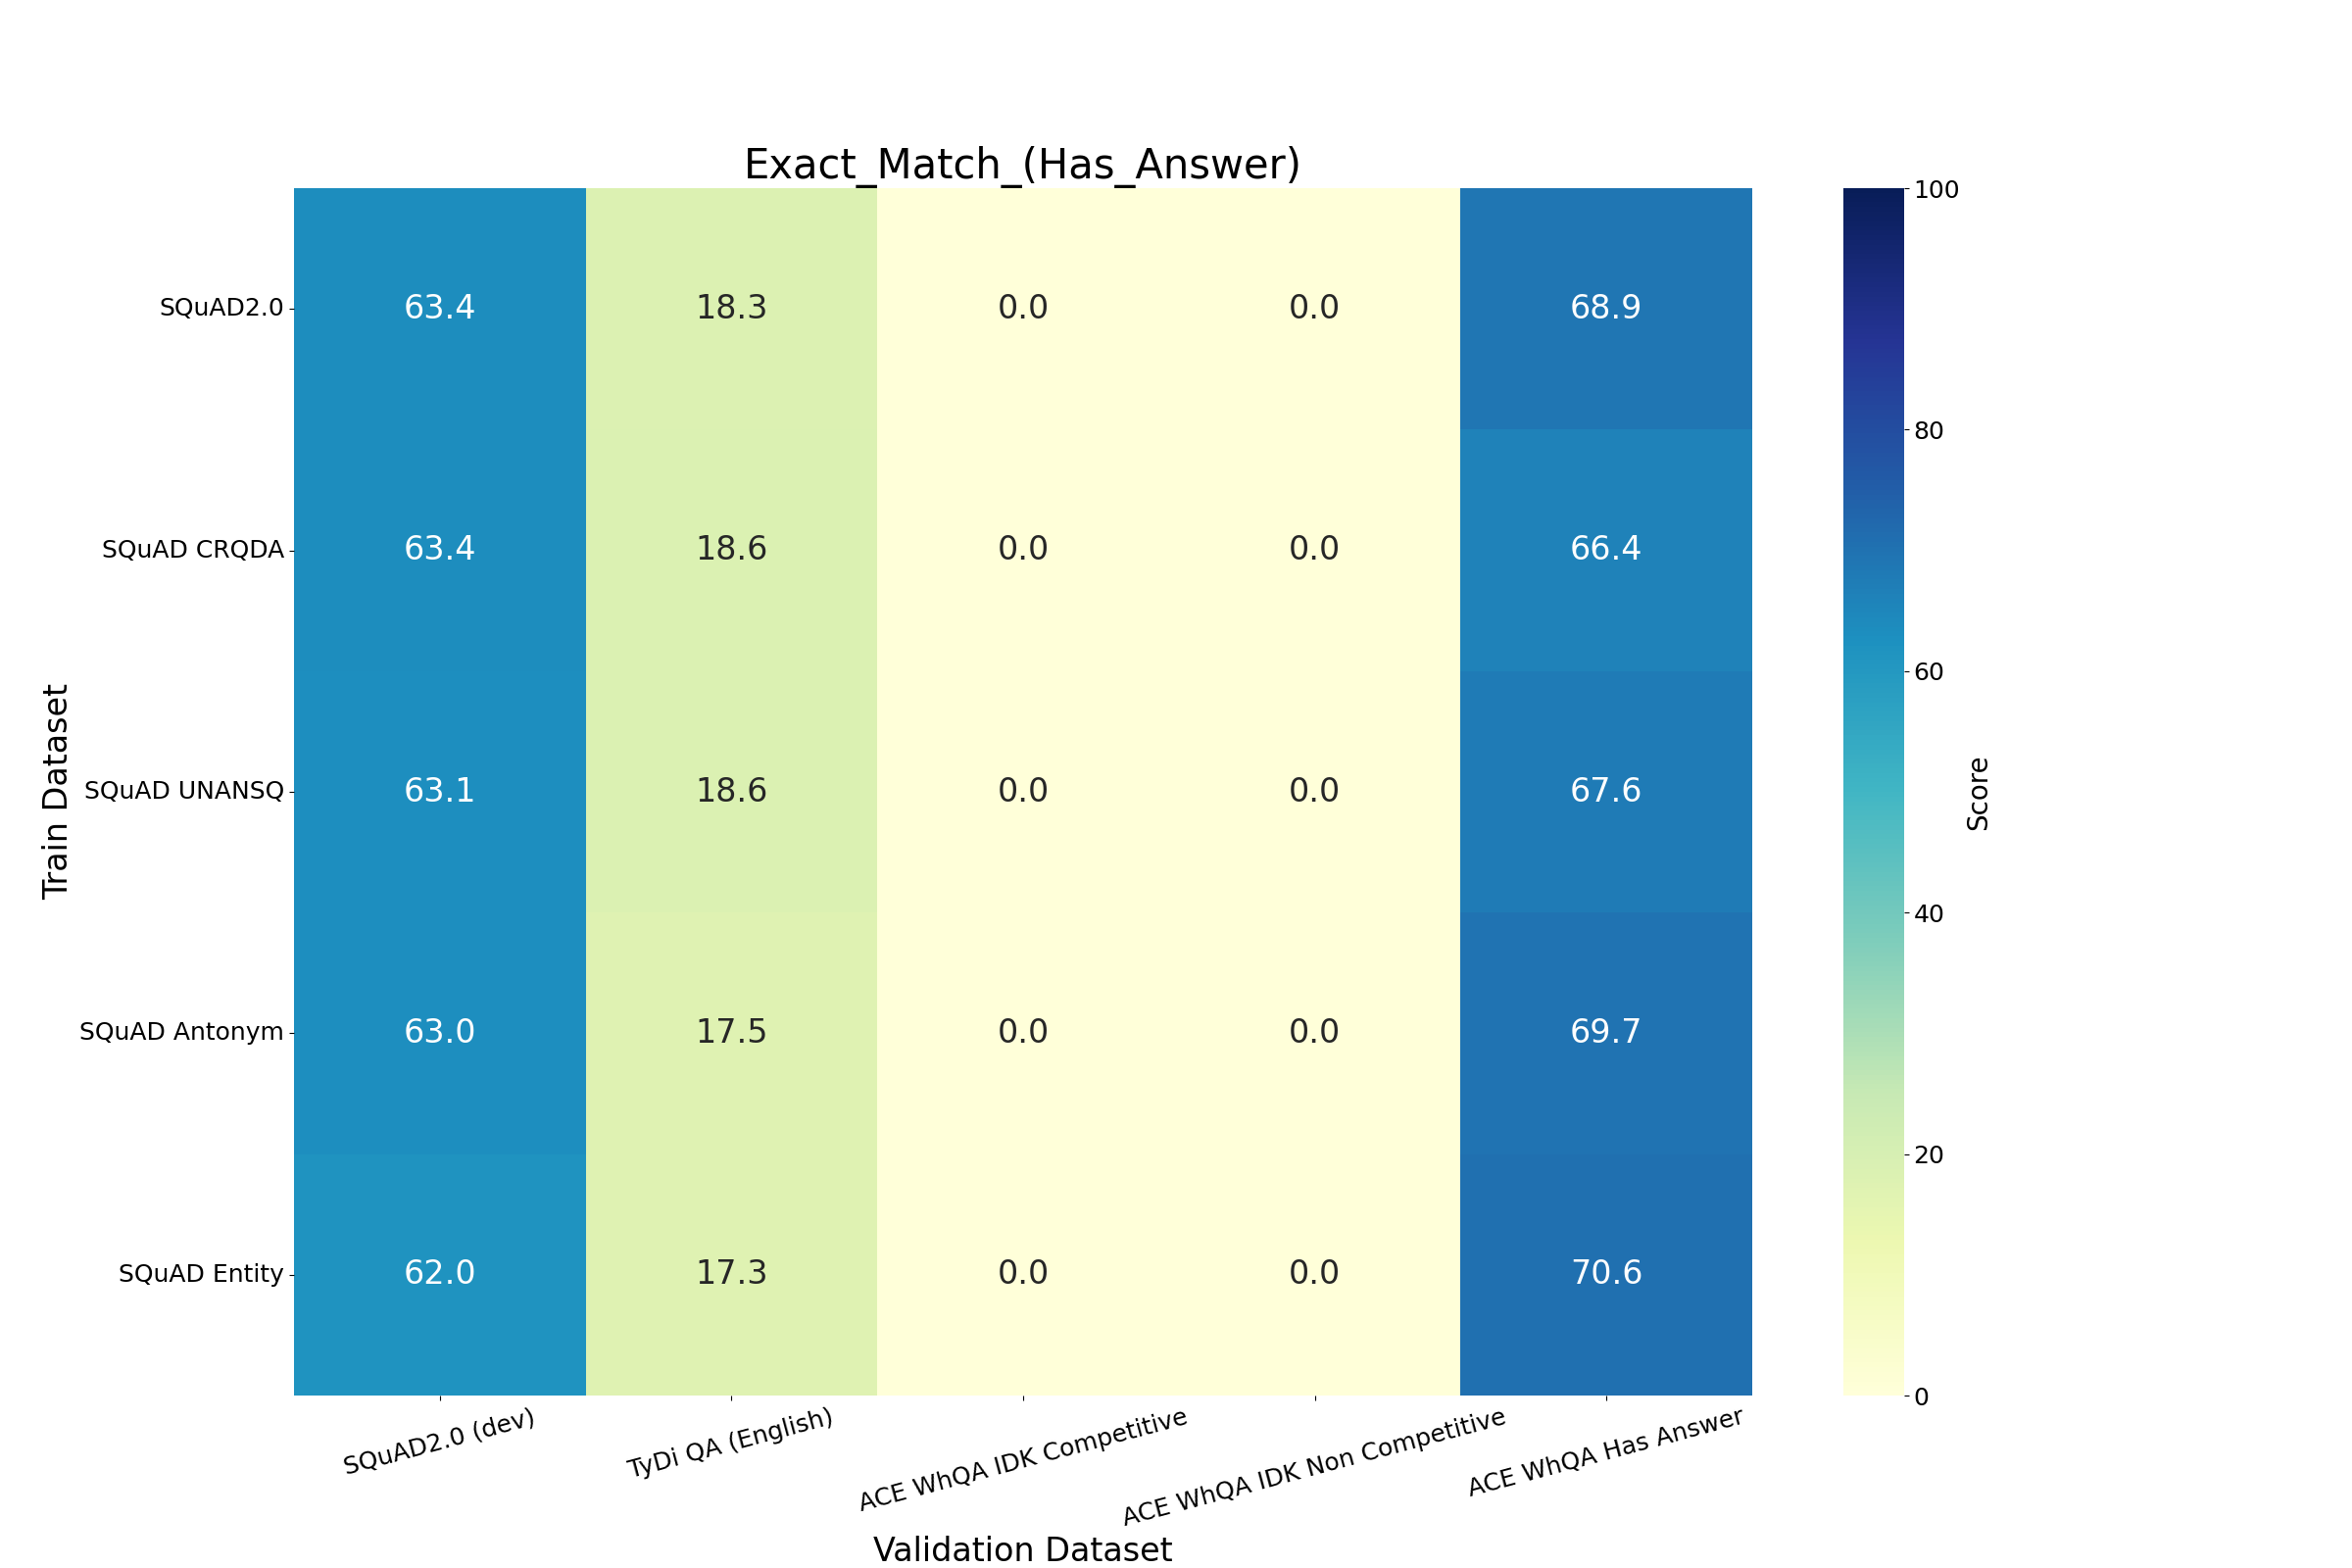 Exact_Match_(Has_Answer)
SQuAD2.0 63.4 18.3 0.0 0.0 68.9
SQuAD CRQDA 63.4 18.6 0.0 0.0 66.4
SQuAD UNANSQ 63.1 18.6 0.0 0.0 67.6
SQuAD Antonym 63.0 17.5 0.0 0.0 69.7
SQuAD Entity 62.0 17.3 0.0 0.0 70.6
Train Dataset
SQuAD2.0 (dev)
TyDi QA (English)
ACE WhQA IDK Competitive
ACE WhQA IDK Non Competitive
ACE WhQA Has Answer
Validation Dataset
100
80
60
40
20
0
Score